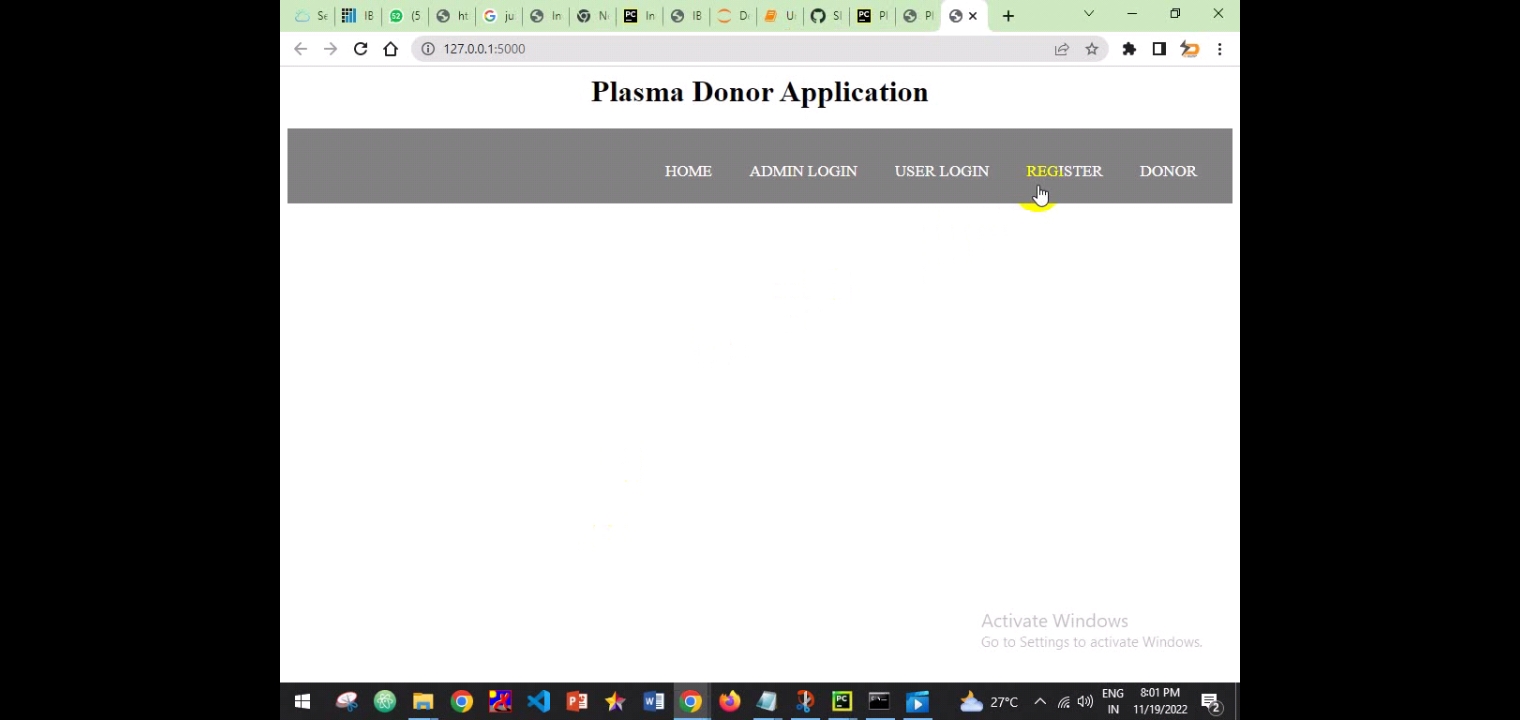 Se
IB
(5
ht
ju
In
N
In
IB
D
U
SI
Pl
Pl
127.0.0.1:5000
Plasma Donor Application
HOME ADMIN LOGIN USER LOGIN REGISTER DONOR
Activate Windows
Go to Settings to activate Windows.
27°C ENG 8:01 PM
IN 11/19/2022 2